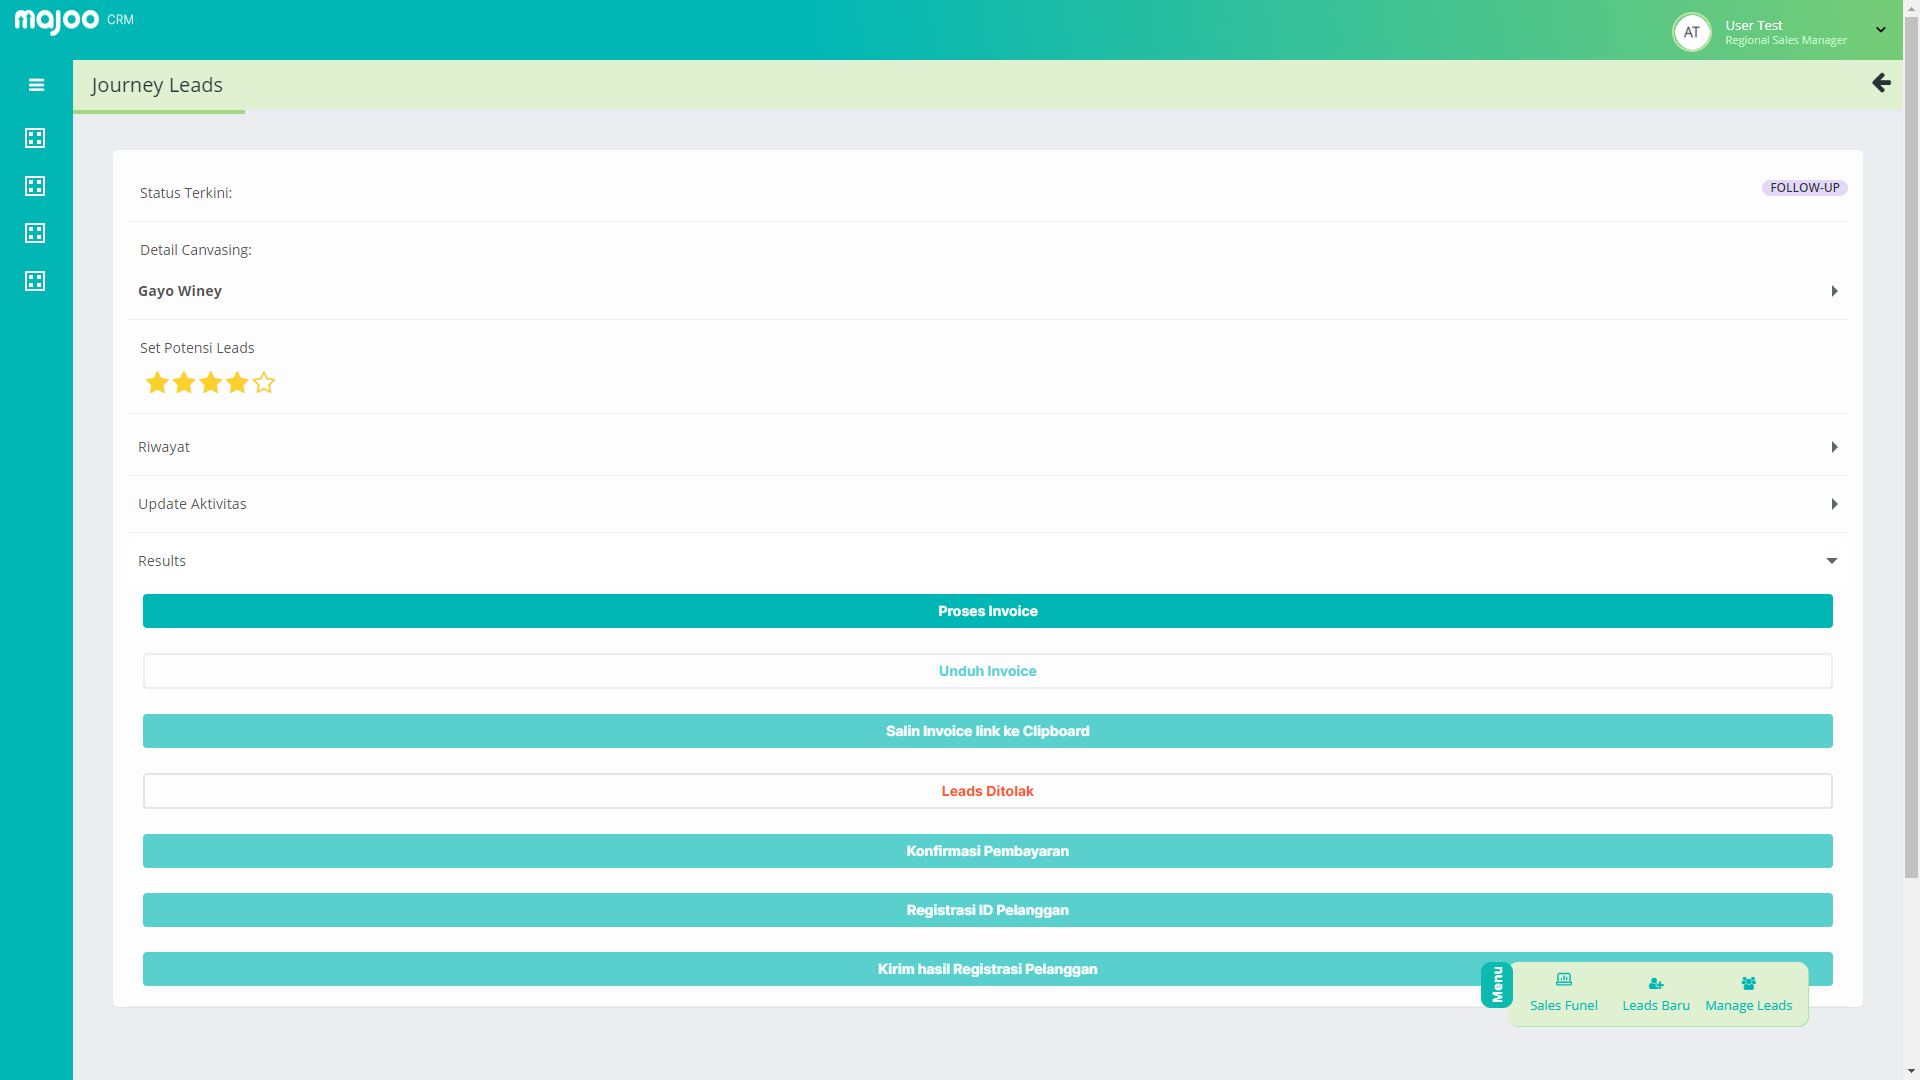 majoo CRM
AT
User Test
Regional Sales Manager
Journey Leads
Status Terkini:
FOLLOW-UP
Detail Canvasing:
Gayo Winey
Set Potensi Leads
Riwayat
Update Aktivitas
Results
Proses Invoice
Unduh Invoice
Salin Invoice link ke Clipboard
Leads Ditolak
Konfirmasi Pembayaran
Registrasi ID Pelanggan
Kirim hasil Registrasi Pelanggan
Menu
Sales Funel
Leads Baru
Manage Leads